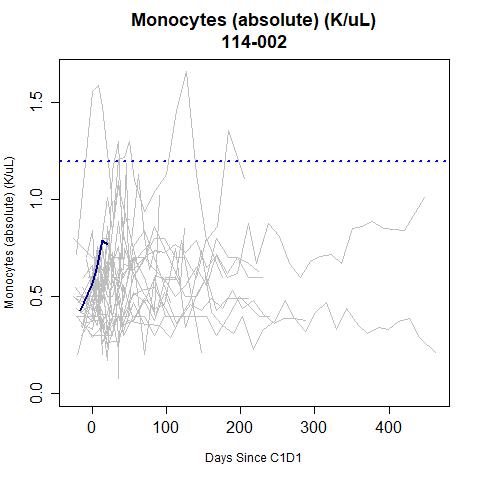 Monocytes (absolute) (K/uL)
114-002
Monocytes (absolute) (K/uL)
1.5
1.0
0.5
0.0
0 100 200 300 400
Days Since C1D1